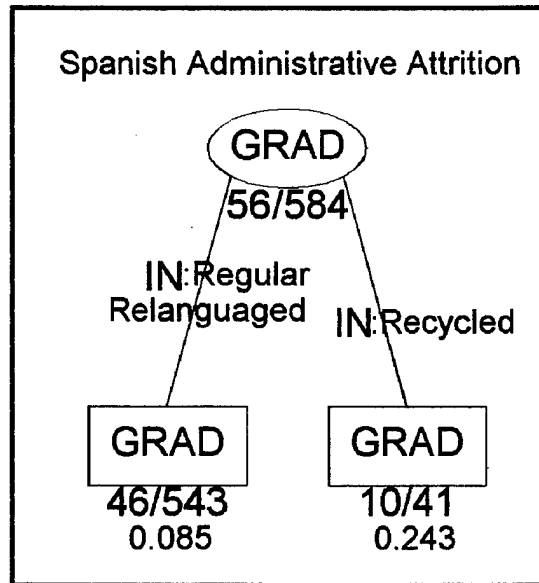 Spanish Administrative Attrition
GRAD
56/584
IN:Regular
Relanguaged
IN:Recycled
GRAD
46/543
0.085
GRAD
10/41
0.243